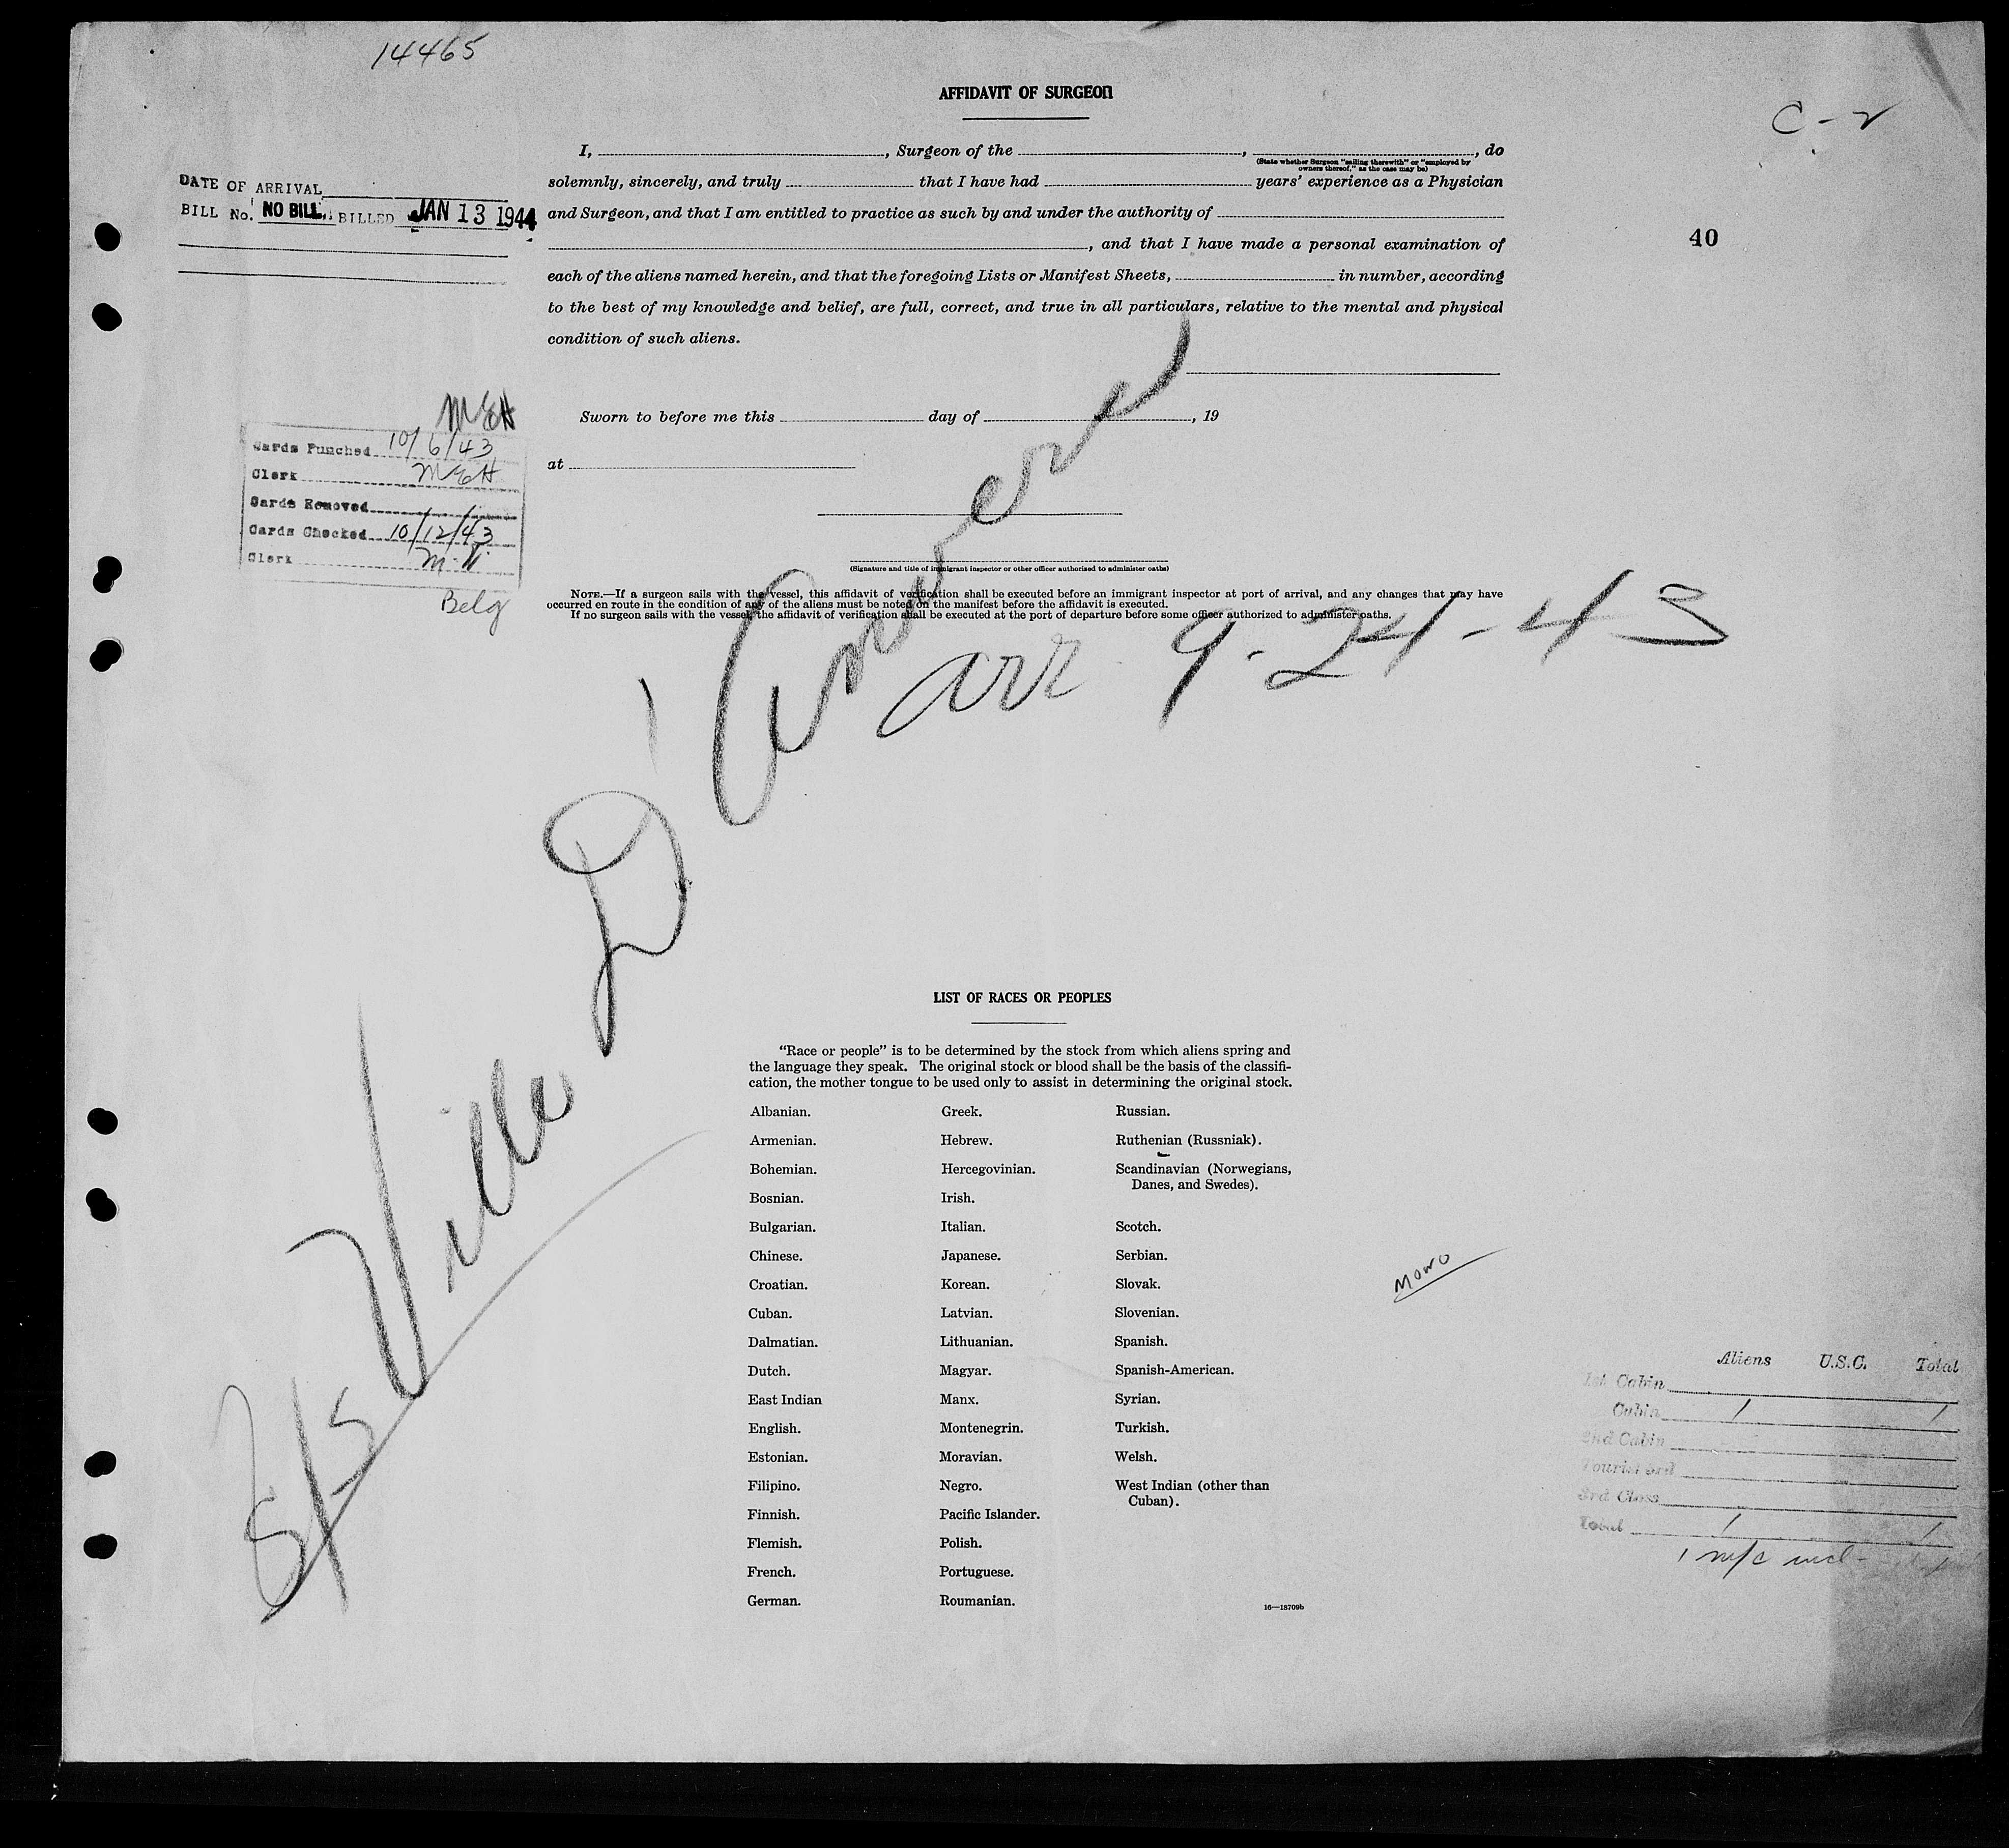 14465
AFFIDAVIT OF SURGEON
C-2
I, , Surgeon of the , , do
(State whether Surgeon "sailing therewith" or "employed by
owners thereof," as the case may be)
solemnly, sincerely, and truly that I have had years' experience as a Physician
and Surgeon, and that I am entitled to practice as such by and under the authority of
, and that I have made a personal examination of
each of the aliens named herein, and that the foregoing Lists or Manifest Sheets, in number, according
to the best of my knowledge and belief, are full, correct, and true in all particulars, relative to the mental and physical
condition of such aliens.
DATE OF ARRIVAL
BILL No. NO BILL BILLED JAN 13 1944
40
Sworn to before me this day of , 19
at
(Signature and title of immigrant inspector or other officer authorized to administer oaths)
MEH
Cards Punched 10/6/43
Clerk MEH
Cards Removed
Cards Checked 10/12/43
Clerk
Belg
NOTE.—If a surgeon sails with the vessel, this affidavit of verification shall be executed before an immigrant inspector at port of arrival, and any changes that may have
occurred en route in the condition of any of the aliens must be noted on the manifest before the affidavit is executed.
If no surgeon sails with the vessel, the affidavit of verification shall be executed at the port of departure before some officer authorized to administer oaths.
S/S Ville D'Anvers
arr 9-24-43
LIST OF RACES OR PEOPLES
"Race or people" is to be determined by the stock from which aliens spring and
the language they speak. The original stock or blood shall be the basis of the classifi-
cation, the mother tongue to be used only to assist in determining the original stock.
Albanian.
Armenian.
Bohemian.
Bosnian.
Bulgarian.
Chinese.
Croatian.
Cuban.
Dalmatian.
Dutch.
East Indian
English.
Estonian.
Filipino.
Finnish.
Flemish.
French.
German.
Greek.
Hebrew.
Hercegovinian.
Irish.
Italian.
Japanese.
Korean.
Latvian.
Lithuanian.
Magyar.
Manx.
Montenegrin.
Moravian.
Negro.
Pacific Islander.
Polish.
Portuguese.
Roumanian.
Russian.
Ruthenian (Russniak).
Scandinavian (Norwegians,
Danes, and Swedes).
Scotch.
Serbian.
Slovak.
Slovenian.
Spanish.
Spanish-American.
Syrian.
Turkish.
Welsh.
West Indian (other than
Cuban).
16—18709b
Aliens U.S.C. Total
1st Cabin
Cabin 1 1
2nd Cabin
Tourist 3rd
3rd Class
Total 1 1